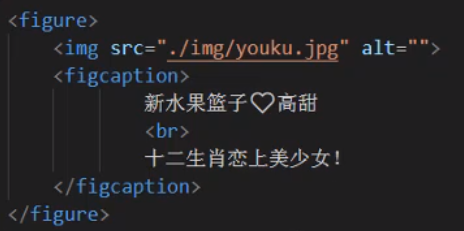 <figure>
<img src="./img/youku.jpg" alt="">
<figcaption>
新水果篮子♡高甜
<br>
十二生肖恋上美少女!
</figcaption>
</figure>